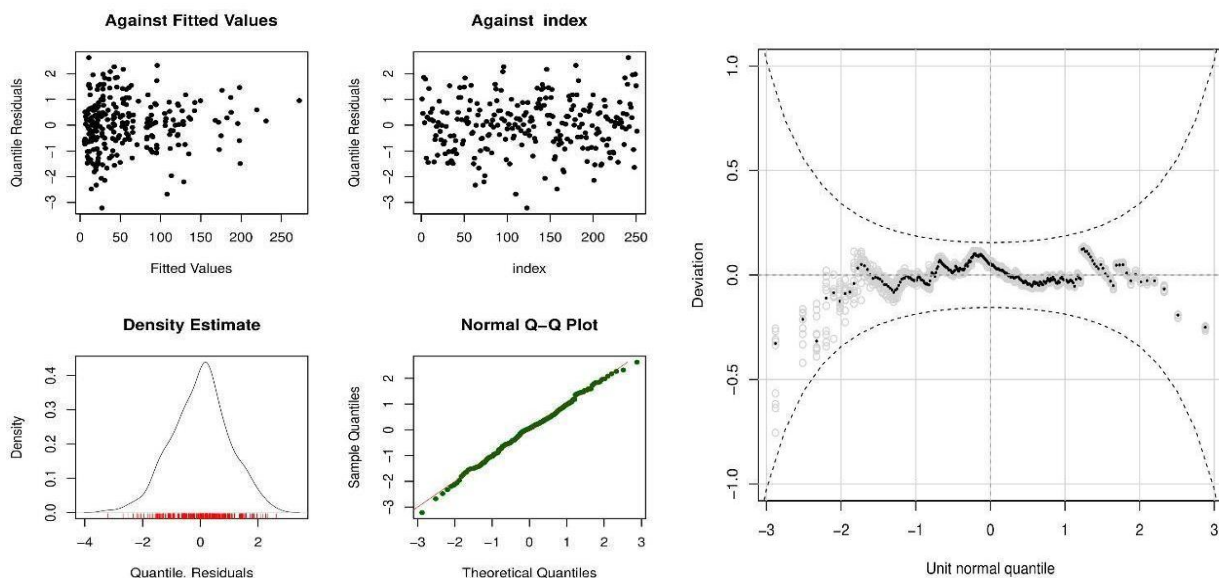 Against Fitted Values
Quantile Residuals
2
1
0
−1
−2
−3
0 50 100 150 200 250
Fitted Values
Against index
Quantile Residuals
2
1
0
−1
−2
−3
0 50 100 150 200 250
index
Density Estimate
Density
0.4
0.3
0.2
0.1
0.0
−4 −2 0 2
Quantile. Residuals
Normal Q−Q Plot
Sample Quantiles
2
1
0
−1
−2
−3
−3 −2 −1 0 1 2 3
Theoretical Quantiles
Deviation
1.0
0.5
0.0
−0.5
−1.0
−3 −2 −1 0 1 2 3
Unit normal quantile